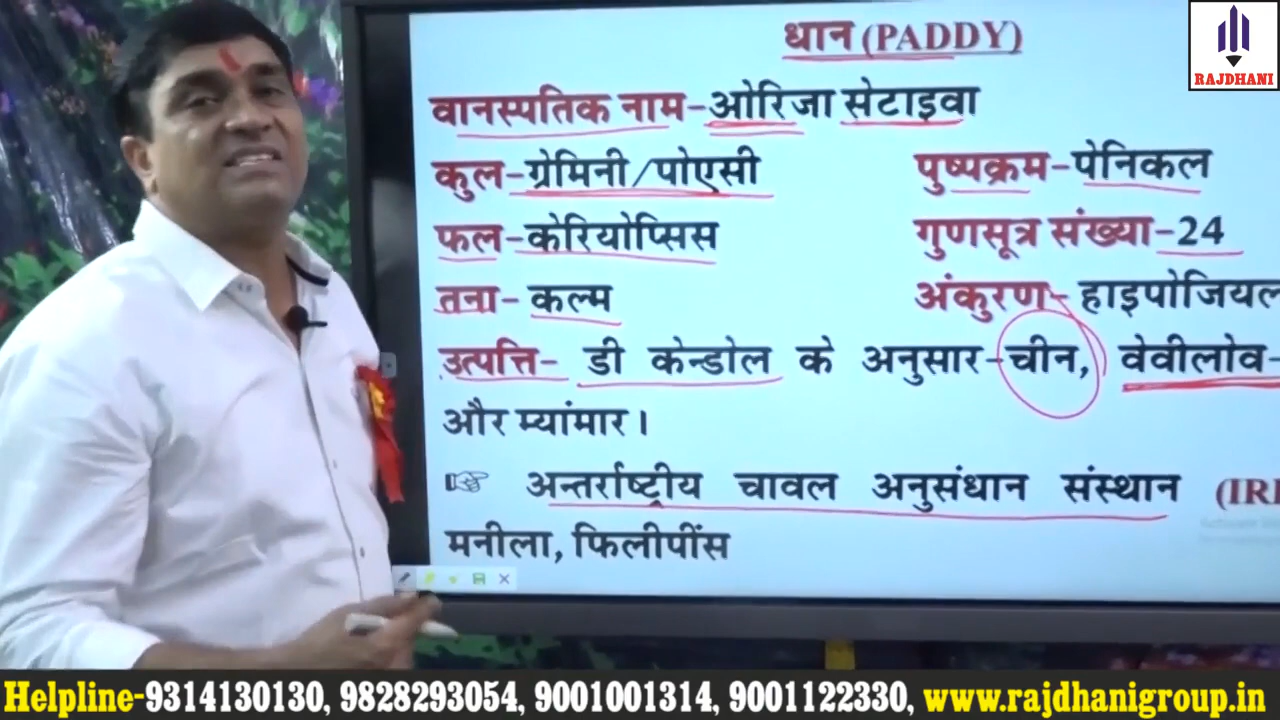 धान (PADDY)
RAJDHANI
वानस्पतिक नाम-ओरिजा सेटाइवा
कुल-ग्रेमिनी/पोएसी पुष्पक्रम-पेनिकल
फल-केरियोप्सिस गुणसूत्र संख्या-24
तना- कल्म अंकुरण- हाइपोजियल
उत्पत्ति- डी केन्डोल के अनुसार-चीन, वेवीलोव-
और म्यांमार।
☞ अन्तर्राष्ट्रीय चावल अनुसंधान संस्थान (IRI
मनीला, फिलीपींस
Helpline-9314130130, 9828293054, 9001001314, 9001122330, www.rajdhanigroup.in